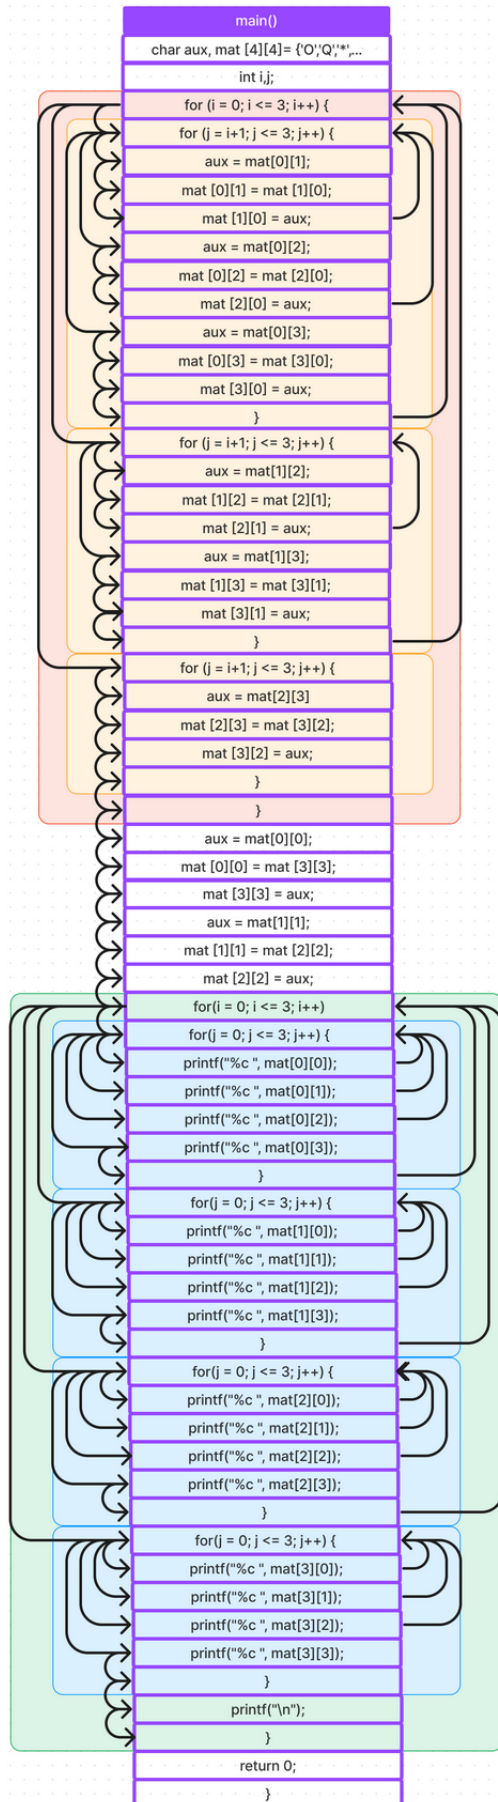 main()
char aux, mat [4][4]= {'O','Q','*',...
int i,j;
for (i = 0; i <= 3; i++) {
for (j = i+1; j <= 3; j++) {
aux = mat[0][1];
mat [0][1] = mat [1][0];
mat [1][0] = aux;
aux = mat[0][2];
mat [0][2] = mat [2][0];
mat [2][0] = aux;
aux = mat[0][3];
mat [0][3] = mat [3][0];
mat [3][0] = aux;
}
for (j = i+1; j <= 3; j++) {
aux = mat[1][2];
mat [1][2] = mat [2][1];
mat [2][1] = aux;
aux = mat[1][3];
mat [1][3] = mat [3][1];
mat [3][1] = aux;
}
for (j = i+1; j <= 3; j++) {
aux = mat[2][3]
mat [2][3] = mat [3][2];
mat [3][2] = aux;
}
}
aux = mat[0][0];
mat [0][0] = mat [3][3];
mat [3][3] = aux;
aux = mat[1][1];
mat [1][1] = mat [2][2];
mat [2][2] = aux;
for(i = 0; i <= 3; i++)
for(j = 0; j <= 3; j++) {
printf("%c ", mat[0][0]);
printf("%c ", mat[0][1]);
printf("%c ", mat[0][2]);
printf("%c ", mat[0][3]);
}
for(j = 0; j <= 3; j++) {
printf("%c ", mat[1][0]);
printf("%c ", mat[1][1]);
printf("%c ", mat[1][2]);
printf("%c ", mat[1][3]);
}
for(j = 0; j <= 3; j++) {
printf("%c ", mat[2][0]);
printf("%c ", mat[2][1]);
printf("%c ", mat[2][2]);
printf("%c ", mat[2][3]);
}
for(j = 0; j <= 3; j++) {
printf("%c ", mat[3][0]);
printf("%c ", mat[3][1]);
printf("%c ", mat[3][2]);
printf("%c ", mat[3][3]);
}
printf("\n");
}
return 0;
}